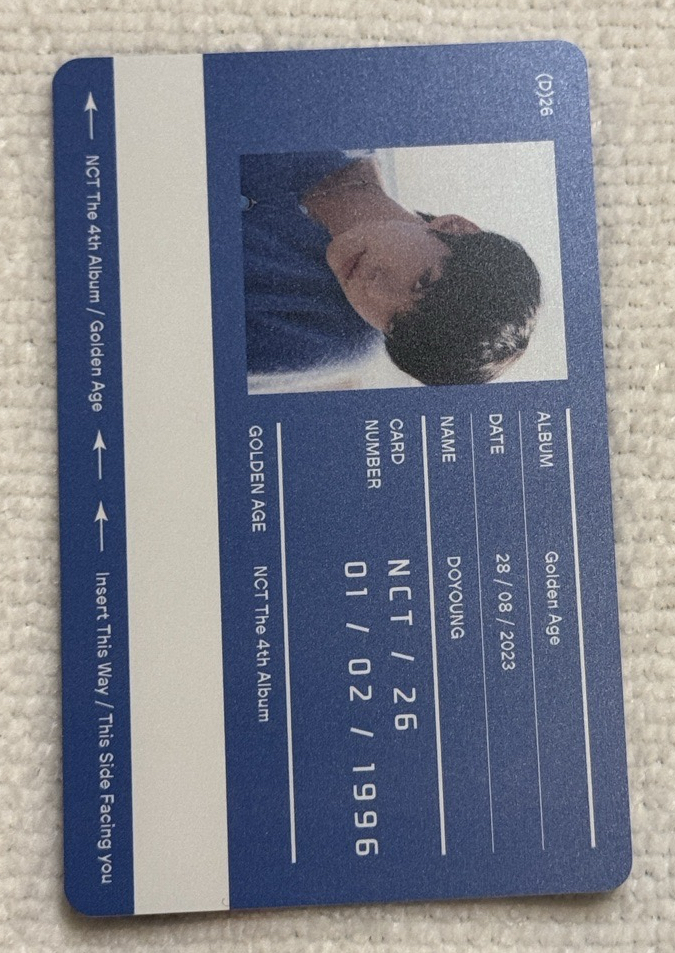 (D)26
ALBUM Golden Age
DATE 28 / 08 / 2023
NAME DOYOUNG
CARD NUMBER NCT / 26
01 / 02 / 1996
GOLDEN AGE NCT The 4th Album
NCT The 4th Album / Golden Age Insert This Way / This Side Facing you